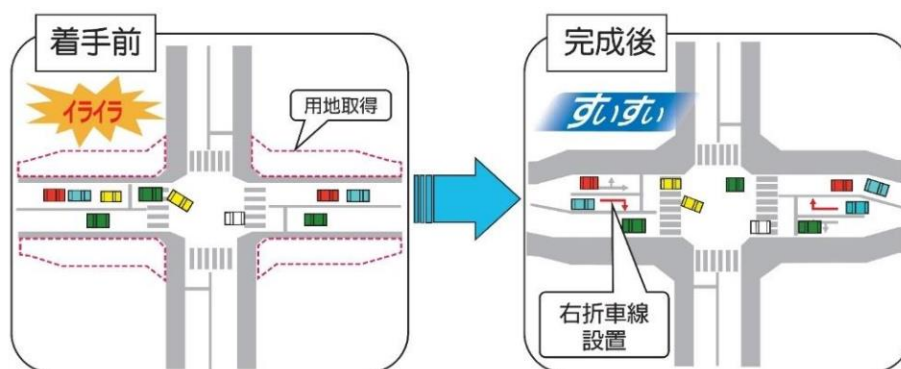 着手前
イライラ
用地取得
完成後
すいすい
右折車線
設置